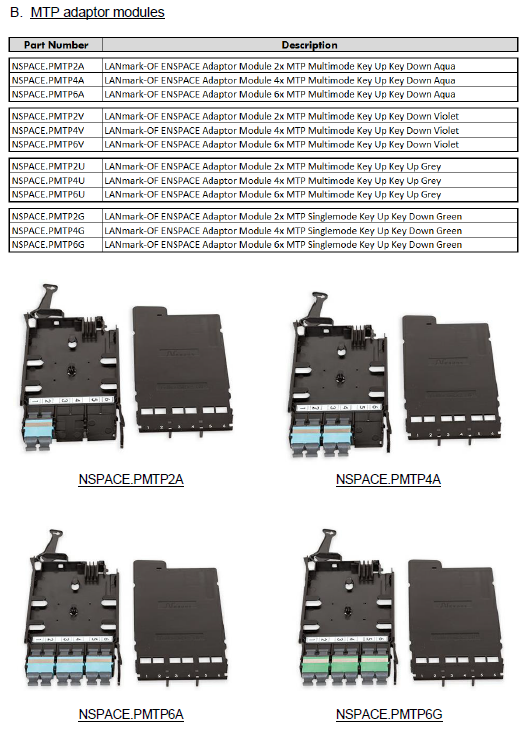 B. MTP adaptor modules
Part Number Description
NSPACE.PMTP2A LANmark-OF ENSPACE Adaptor Module 2x MTP Multimode Key Up Key Down Aqua
NSPACE.PMTP4A LANmark-OF ENSPACE Adaptor Module 4x MTP Multimode Key Up Key Down Aqua
NSPACE.PMTP6A LANmark-OF ENSPACE Adaptor Module 6x MTP Multimode Key Up Key Down Aqua
NSPACE.PMTP2V LANmark-OF ENSPACE Adaptor Module 2x MTP Multimode Key Up Key Down Violet
NSPACE.PMTP4V LANmark-OF ENSPACE Adaptor Module 4x MTP Multimode Key Up Key Down Violet
NSPACE.PMTP6V LANmark-OF ENSPACE Adaptor Module 6x MTP Multimode Key Up Key Down Violet
NSPACE.PMTP2U LANmark-OF ENSPACE Adaptor Module 2x MTP Multimode Key Up Key Up Grey
NSPACE.PMTP4U LANmark-OF ENSPACE Adaptor Module 4x MTP Multimode Key Up Key Up Grey
NSPACE.PMTP6U LANmark-OF ENSPACE Adaptor Module 6x MTP Multimode Key Up Key Up Grey
NSPACE.PMTP2G LANmark-OF ENSPACE Adaptor Module 2x MTP Singlemode Key Up Key Down Green
NSPACE.PMTP4G LANmark-OF ENSPACE Adaptor Module 4x MTP Singlemode Key Up Key Down Green
NSPACE.PMTP6G LANmark-OF ENSPACE Adaptor Module 6x MTP Singlemode Key Up Key Down Green
NSPACE.PMTP2A NSPACE.PMTP4A
NSPACE.PMTP6A NSPACE.PMTP6G